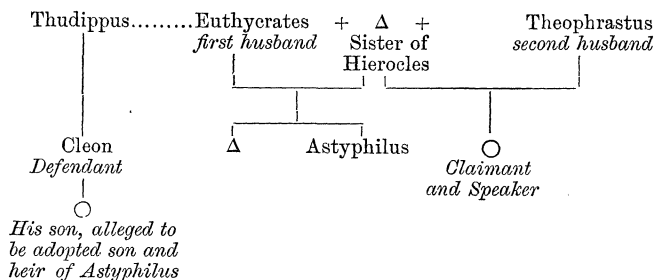 Thudippus.........Euthycrates + Δ + Theophrastus
first husband Sister of second husband
Hierocles
Cleon Δ Astyphilus
Defendant Claimant
and Speaker
His son, alleged to
be adopted son and
heir of Astyphilus